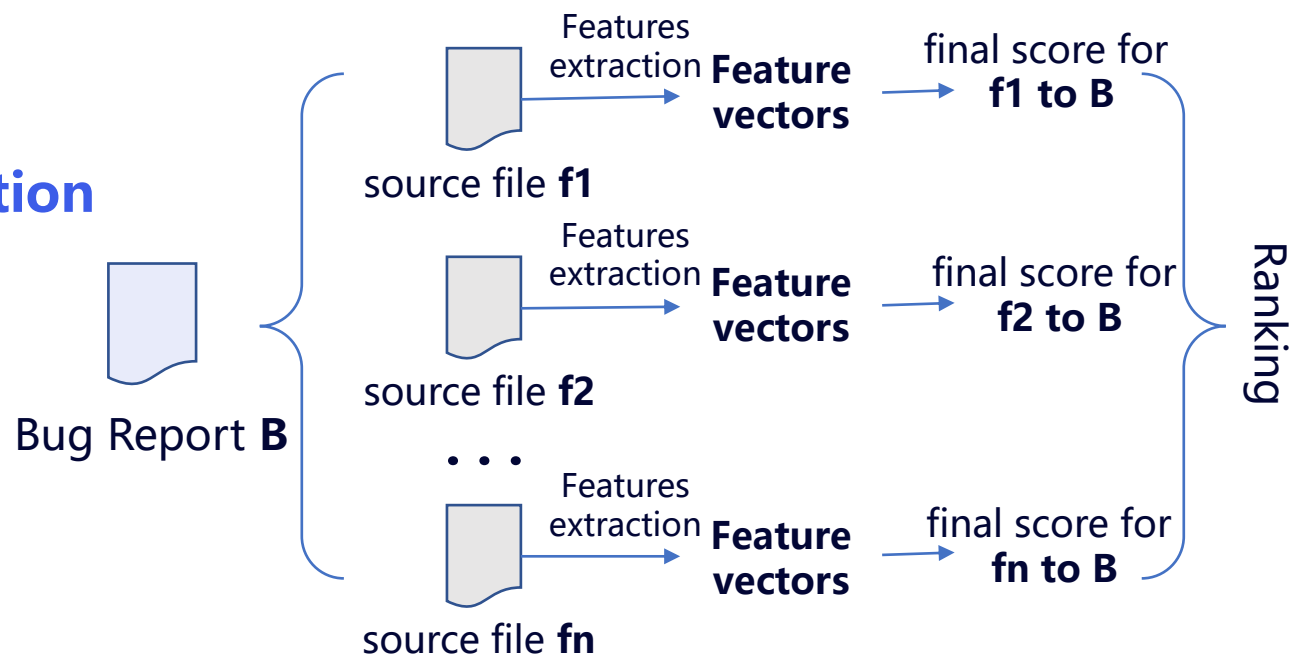 Features
extraction
Feature
vectors
final score for
f1 to B
source file f1
tion
Features
extraction
Feature
vectors
final score for
f2 to B
source file f2
Bug Report B
Ranking
...
Features
extraction
Feature
vectors
final score for
fn to B
source file fn